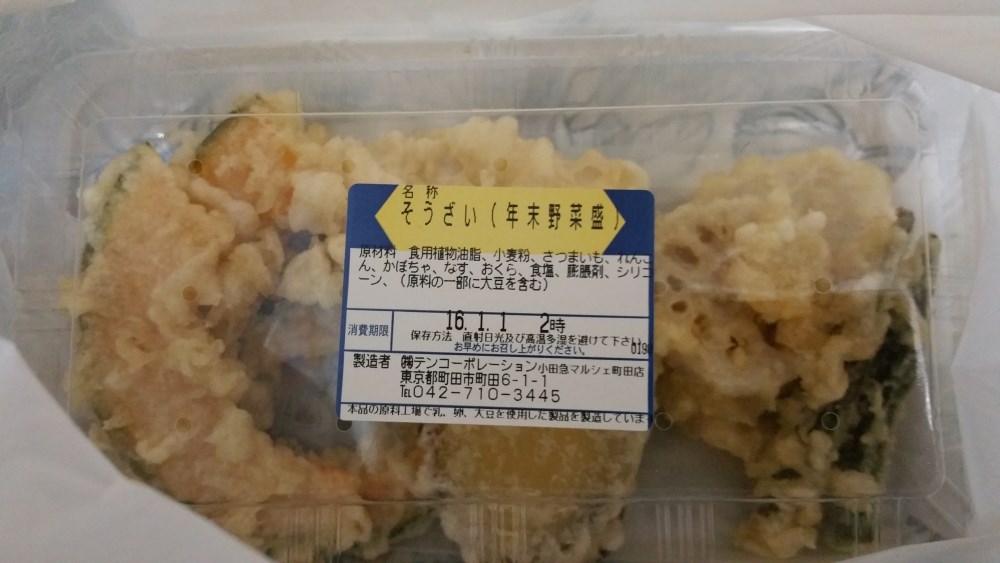 名称
そうざい(年末野菜盛)
原材料 食用植物油脂、小麦粉、さつまいも、れんこ
ん、かぼちゃ、なす、おくら、食塩、膨脹剤、シリコ
ーン、(原料の一部に大豆を含む)
消費期限 16.1.1 2時
保存方法 直射日光及び高温多湿を避けて下さい
お早めにお召し上がりください。
製造者 ㈱テンコーポレーション小田急マルシェ町田店
東京都町田市町田6-1-1
℡042-710-3445
本品の原料工場で乳、卵、大豆を使用した製品を製造していま